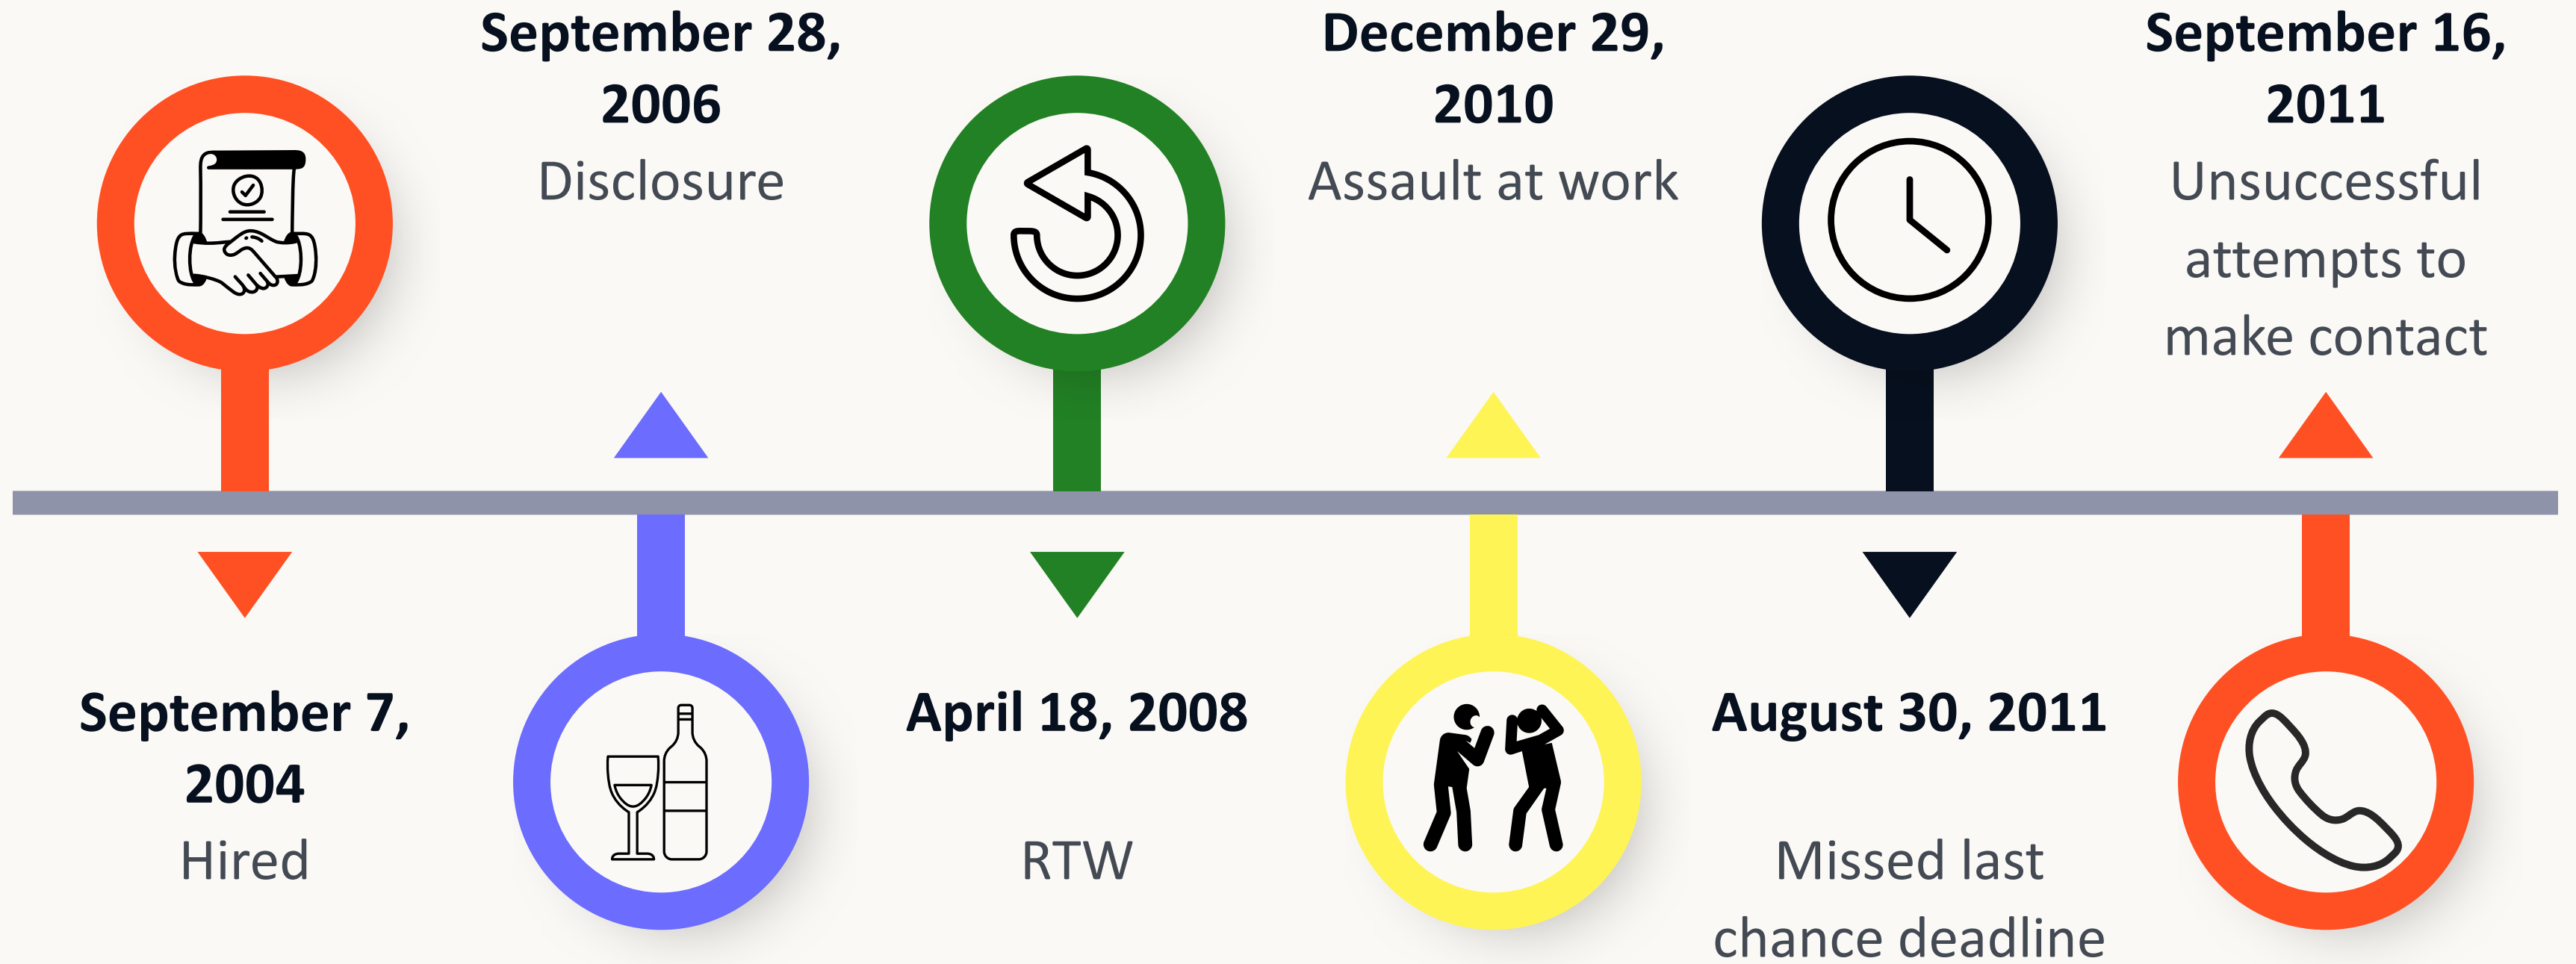 September 7,
2004
Hired
September 28,
2006
Disclosure
April 18, 2008
RTW
December 29,
2010
Assault at work
August 30, 2011
Missed last
chance deadline
September 16,
2011
Unsuccessful
attempts to
make contact